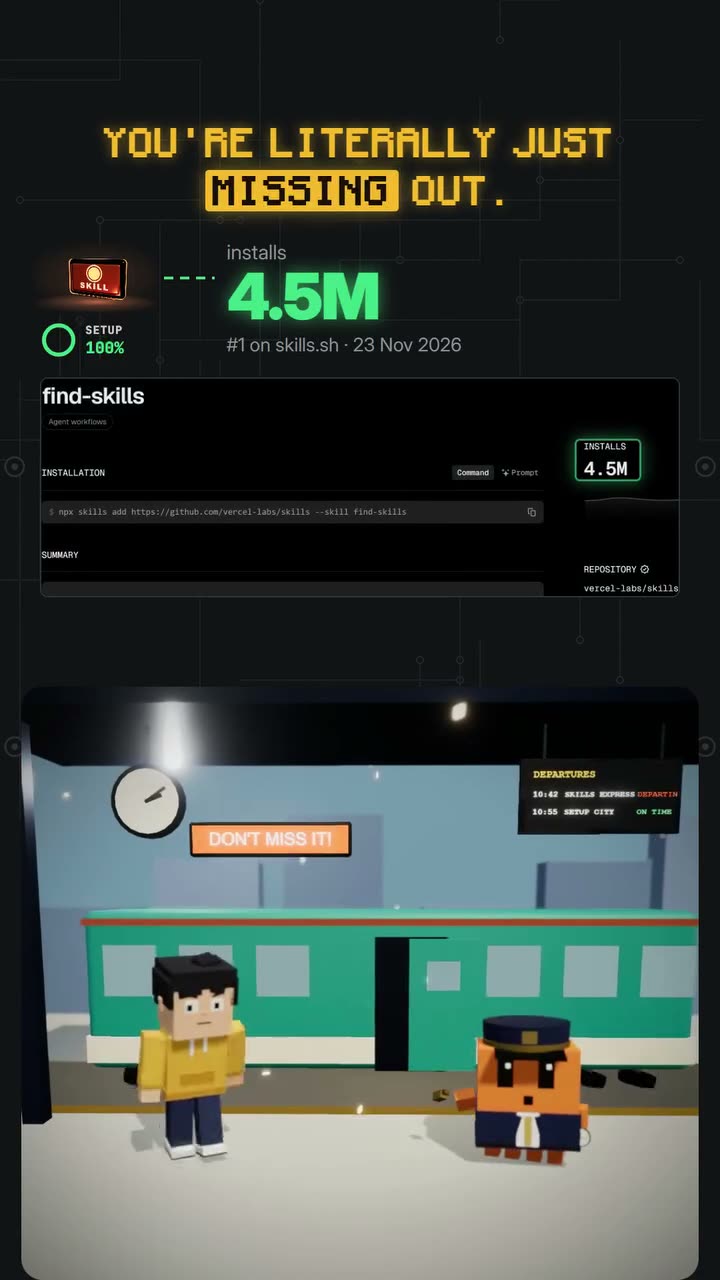 YOU'RE LITERALLY JUST
MISSING OUT.
SKILL
SETUP
100%
installs
4.5M
#1 on skills.sh · 23 Nov 2026
find-skills
Agent workflows
INSTALLATION
Command
Prompt
$ npx skills add https://github.com/vercel-labs/skills --skill find-skills
INSTALLS
4.5M
SUMMARY
REPOSITORY
vercel-labs/skills
DEPARTURES
10:42 SKILLS EXPRESS DEPARTIN
10:55 SETUP CITY ON TIME
DON'T MISS IT!